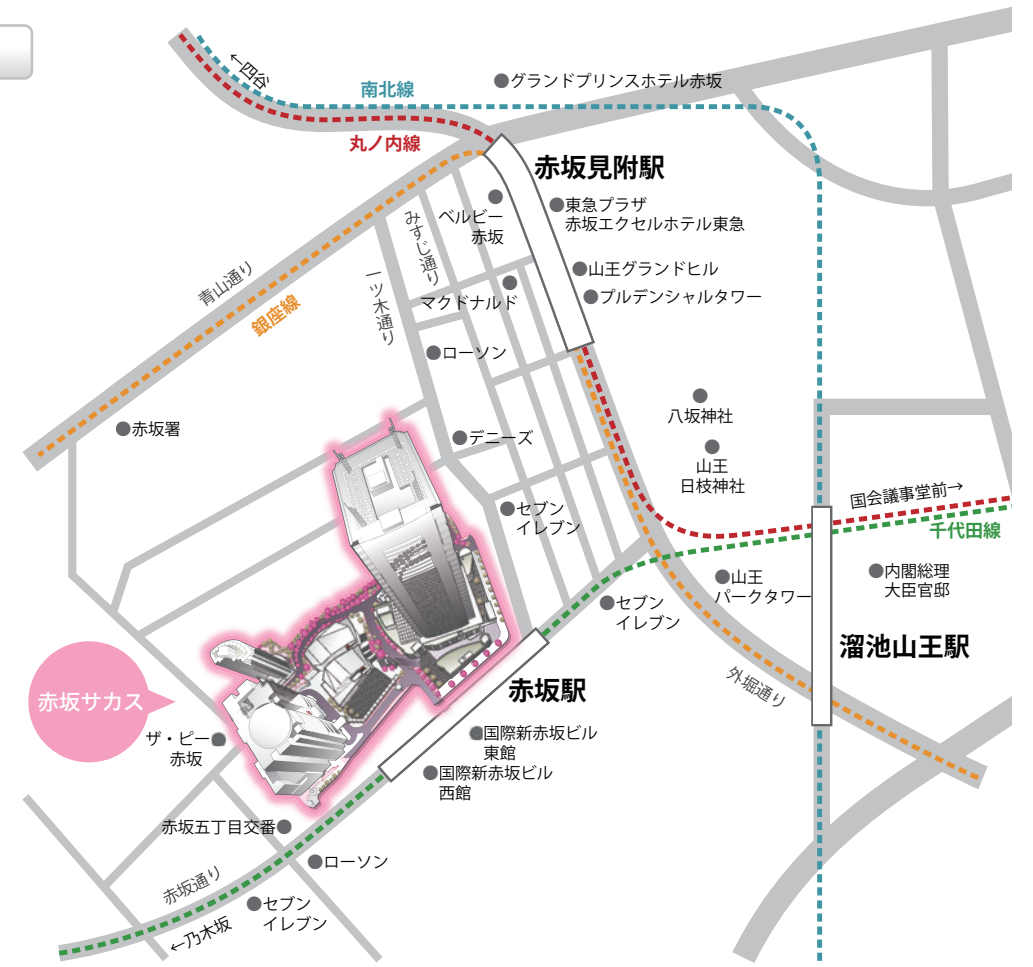 ←四谷
南北線
グランドプリンスホテル赤坂
丸ノ内線
赤坂見附駅
ベルビー
赤坂
東急プラザ
赤坂エクセルホテル東急
みすじ通り
一ツ木通り
青山通り
銀座線
山王グランドヒル
プルデンシャルタワー
マクドナルド
ローソン
赤坂署
デニーズ
八坂神社
山王
日枝神社
国会議事堂前→
千代田線
セブン
イレブン
内閣総理
大臣官邸
山王
パークタワー
セブン
イレブン
溜池山王駅
外堀通り
赤坂サカス
赤坂駅
ザ・ピー
赤坂
国際新赤坂ビル
東館
国際新赤坂ビル
西館
赤坂五丁目交番
ローソン
赤坂通り
セブン
イレブン
←乃木坂